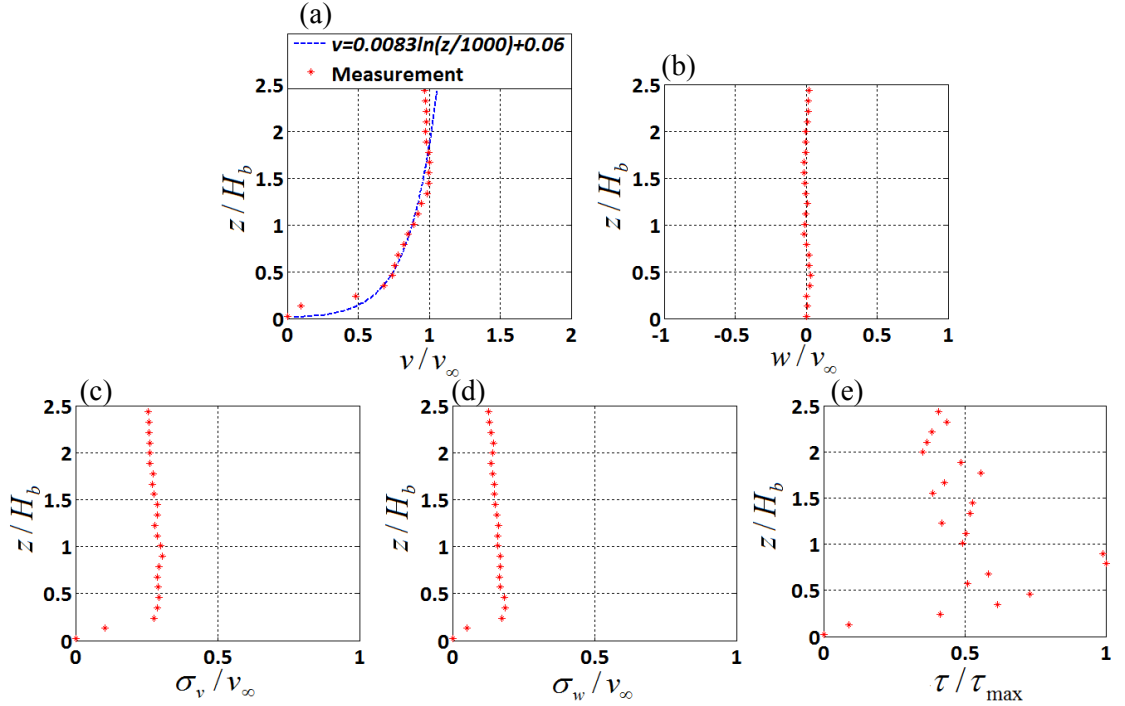 (a)
v=0.0083ln(z/1000)+0.06
Measurement
2.5
2
1.5
1
0.5
0
z / H_b
0 0.5 1 1.5 2
v / v_∞
(b)
2.5
2
1.5
1
0.5
0
z / H_b
-1 -0.5 0 0.5 1
w / v_∞
(c)
2.5
2
1.5
1
0.5
0
z / H_b
0 0.5 1
σ_v / v_∞
(d)
2.5
2
1.5
1
0.5
0
z / H_b
0 0.5 1
σ_w / v_∞
(e)
2.5
2
1.5
1
0.5
0
z / H_b
0 0.5 1
τ / τ_max